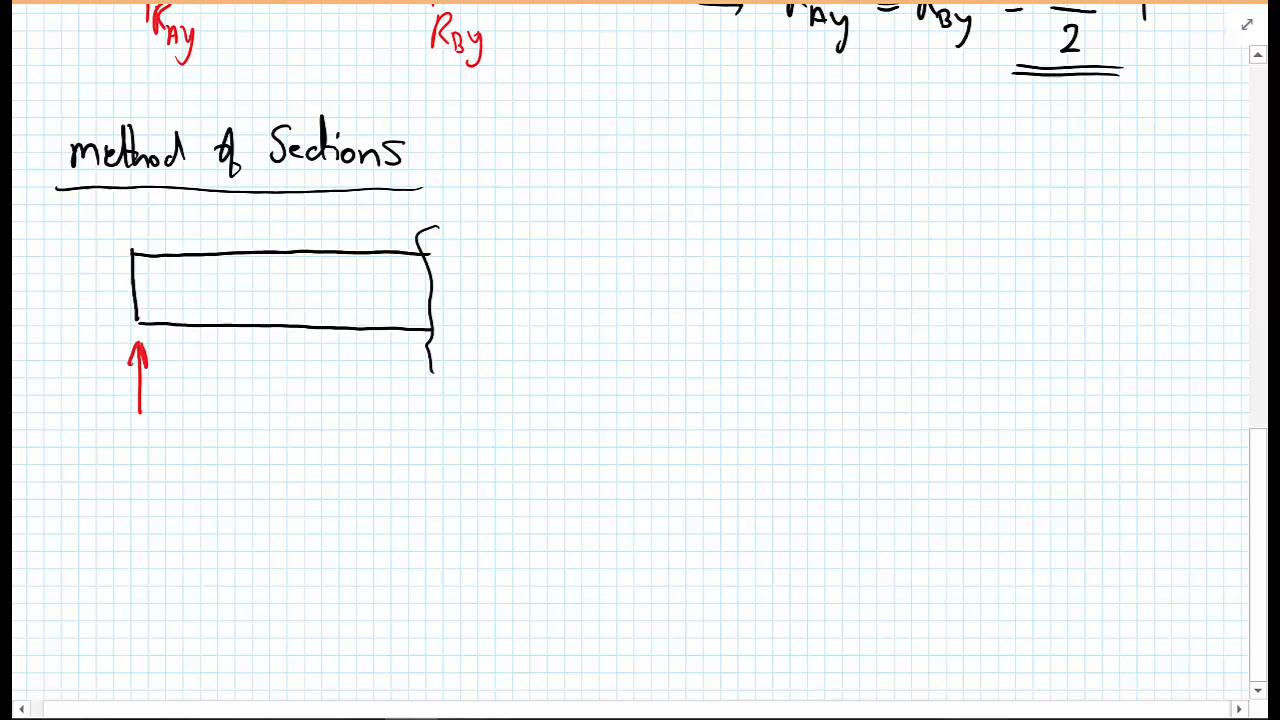 R_Ay R_By R_Ay = R_By = 2
method of Sections